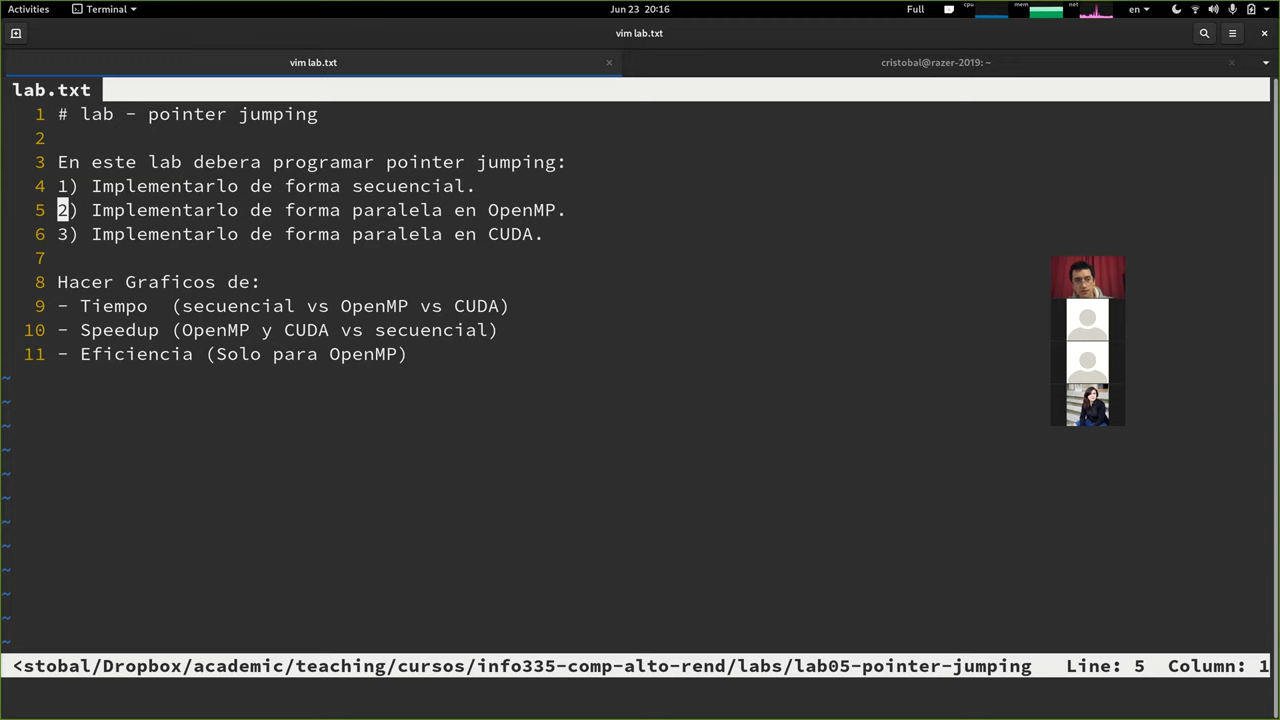 Activities Terminal Jun 23 20:16 Full cpu mem net en
vim lab.txt
vim lab.txt × cristobal@razer-2019: ~ ×
lab.txt
1 # lab - pointer jumping
2
3 En este lab debera programar pointer jumping:
4 1) Implementarlo de forma secuencial.
5 2) Implementarlo de forma paralela en OpenMP.
6 3) Implementarlo de forma paralela en CUDA.
7
8 Hacer Graficos de:
9 - Tiempo  (secuencial vs OpenMP vs CUDA)
10 - Speedup (OpenMP y CUDA vs secuencial)
11 - Eficiencia (Solo para OpenMP)
~
~
~
~
~
~
~
~
~
~
~
~
<stobal/Dropbox/academic/teaching/cursos/info335-comp-alto-rend/labs/lab05-pointer-jumping Line: 5 Column: 1